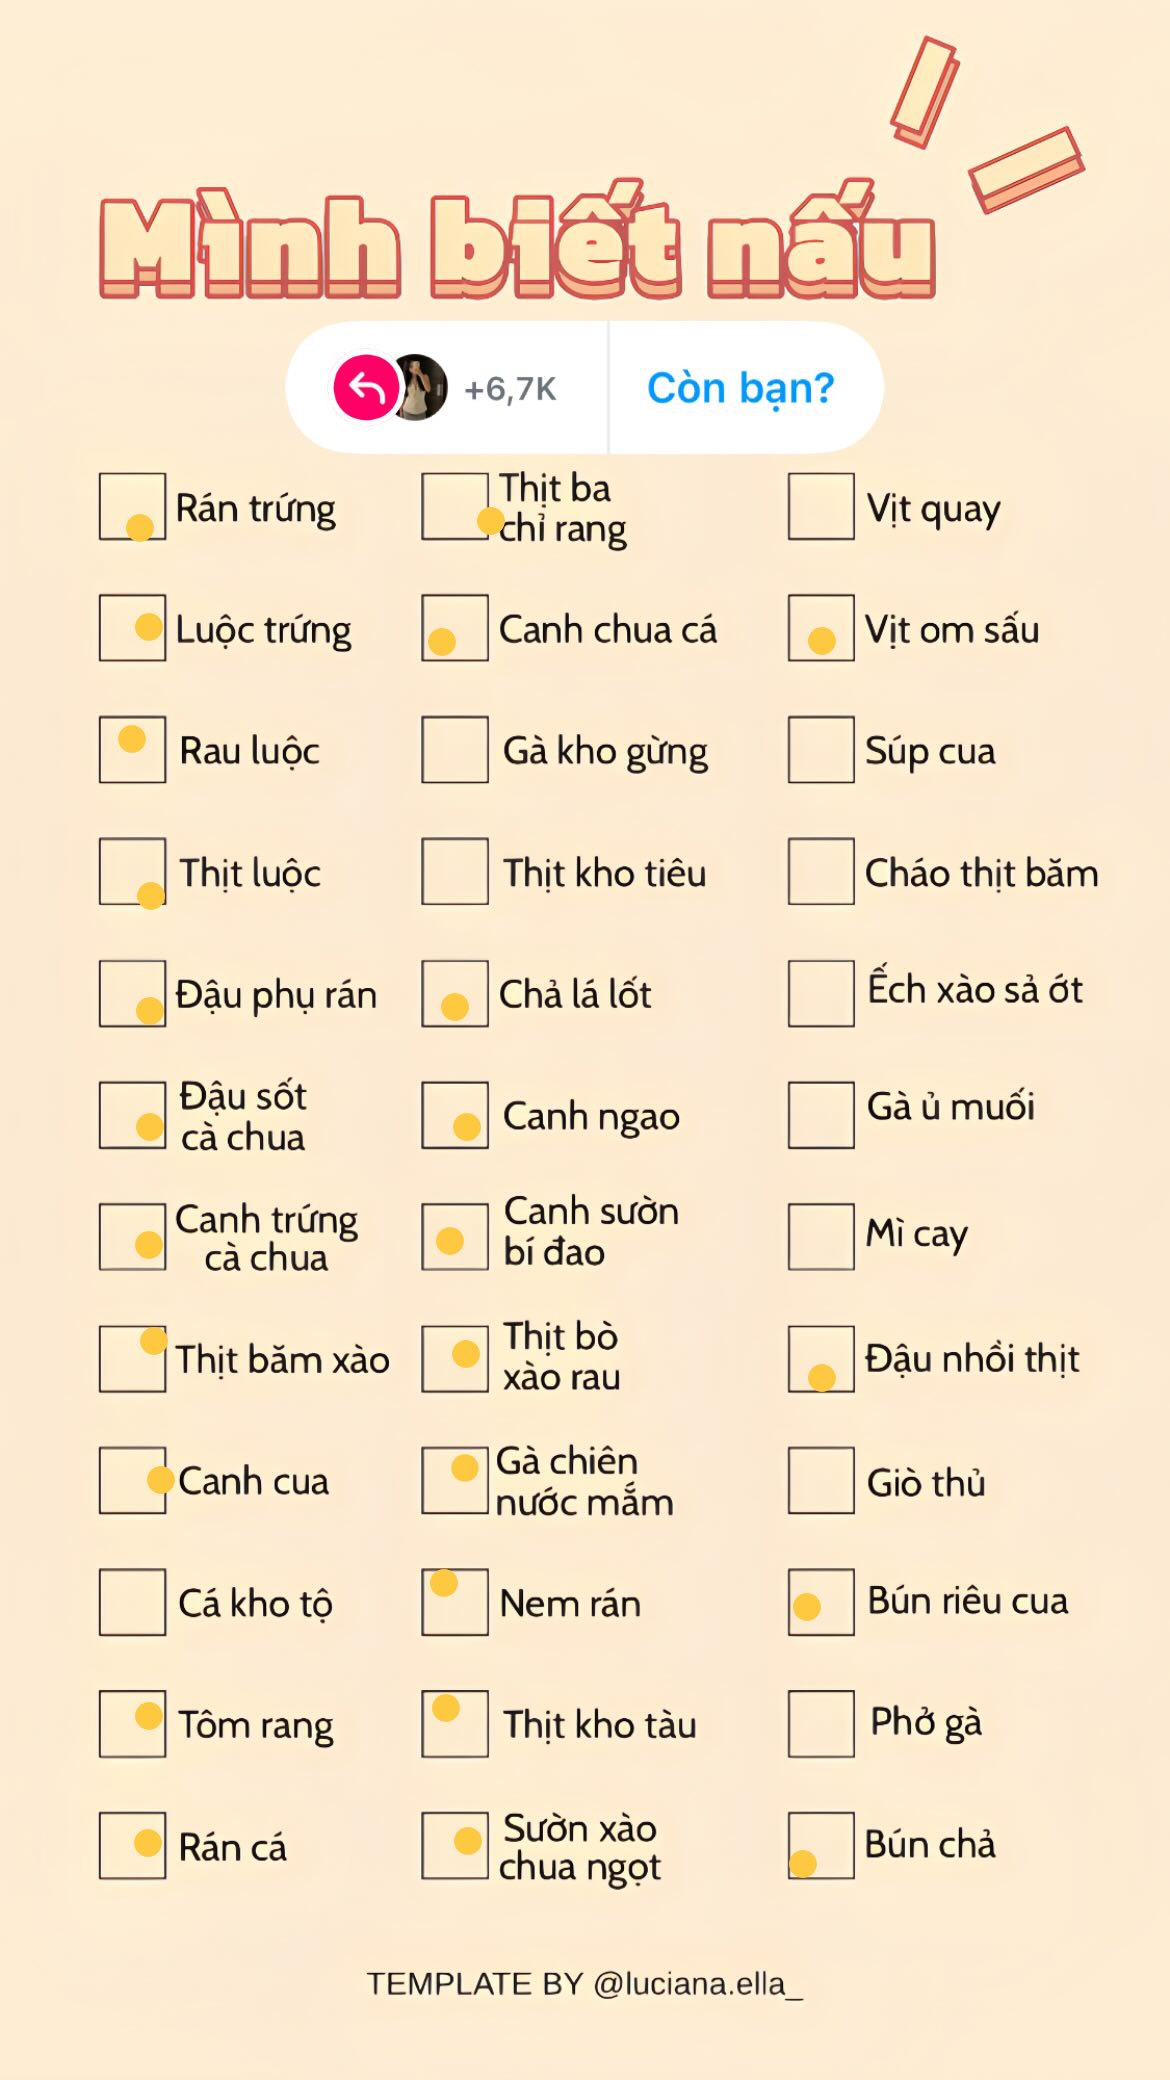 Mình biết nấu
+6,7K
Còn bạn?
Rán trứng
Luộc trứng
Rau luộc
Thịt luộc
Đậu phụ rán
Đậu sốt
cà chua
Canh trứng
cà chua
Thịt băm xào
Canh cua
Cá kho tộ
Tôm rang
Rán cá
Thịt ba
chỉ rang
Canh chua cá
Gà kho gừng
Thịt kho tiêu
Chả lá lốt
Canh ngao
Canh sườn
bí đao
Thịt bò
xào rau
Gà chiên
nước mắm
Nem rán
Thịt kho tàu
Sườn xào
chua ngọt
Vịt quay
Vịt om sấu
Súp cua
Cháo thịt băm
Ếch xào sả ớt
Gà ủ muối
Mì cay
Đậu nhồi thịt
Giò thủ
Bún riêu cua
Phở gà
Bún chả
TEMPLATE BY @luciana.ella_